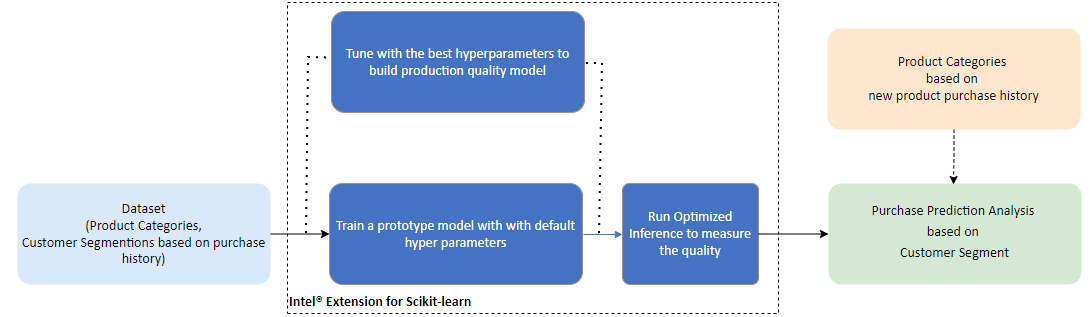 Tune with the best hyperparameters to
build production quality model
Product Categories
based on
new product purchase history
Dataset
(Product Categories,
Customer Segmentions based on purchase
history)
Train a prototype model with with default
hyper parameters
Run Optimized
Inference to measure
the quality
Purchase Prediction Analysis
based on
Customer Segment
Intel® Extension for Scikit-learn